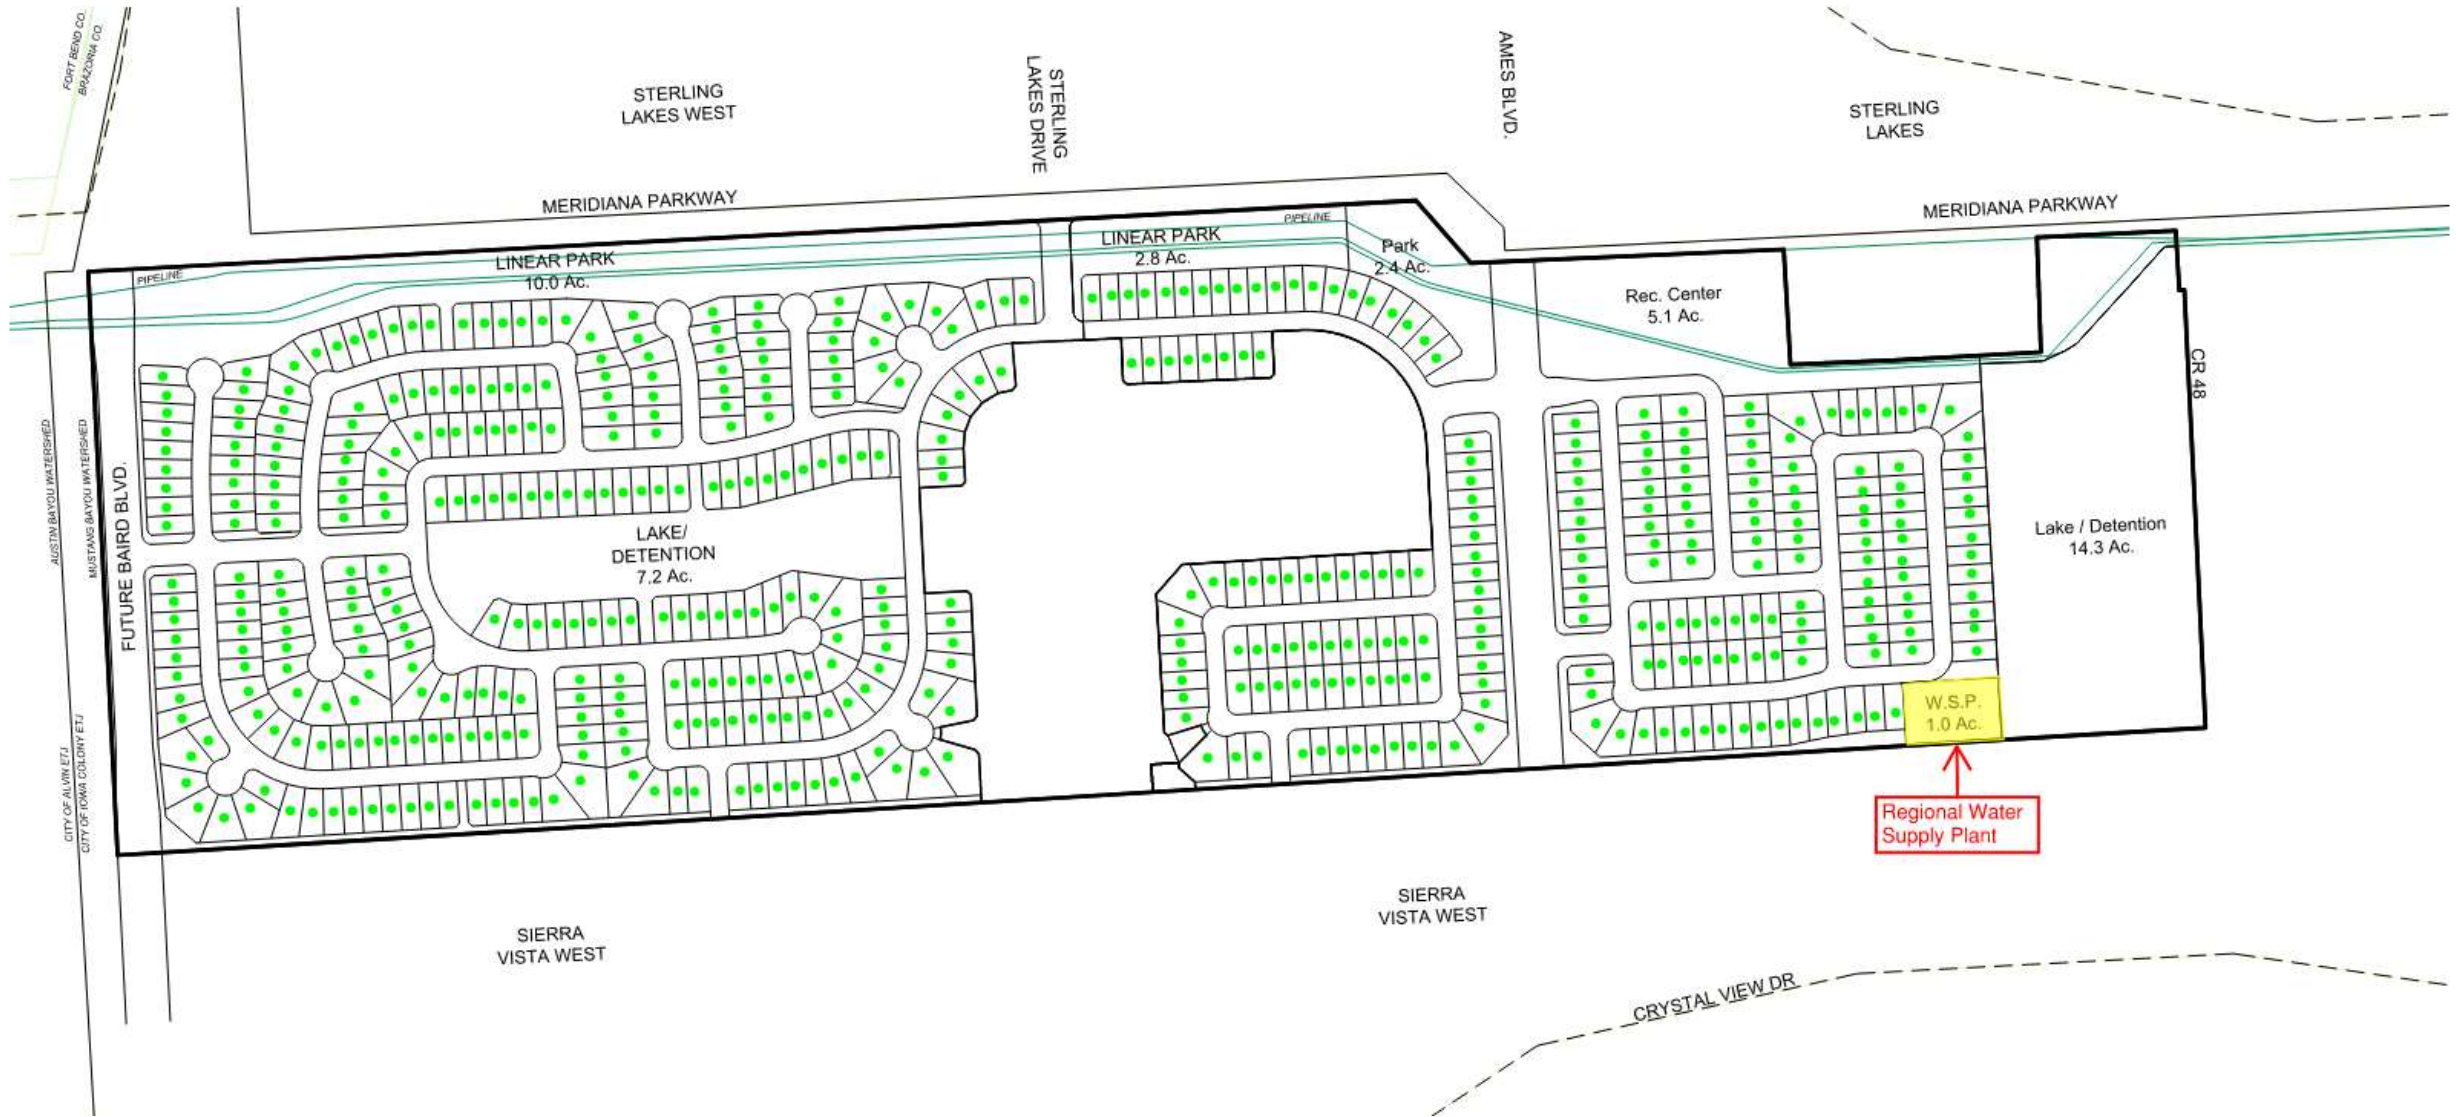 FORT BEND CO.
BRAZORIA CO.
STERLING
LAKES WEST
STERLING
LAKES DRIVE
AMES BLVD.
STERLING
LAKES
MERIDIANA PARKWAY
MERIDIANA PARKWAY
PIPELINE
LINEAR PARK
10.0 Ac.
LINEAR PARK
2.8 Ac.
PIPELINE
Park
2.4 Ac.
Rec. Center
5.1 Ac.
CR 48
AUSTIN BAYOU WATERSHED
MUSTANG BAYOU WATERSHED
FUTURE BAIRD BLVD.
LAKE/
DETENTION
7.2 Ac.
Lake / Detention
14.3 Ac.
W.S.P.
1.0 Ac.
CITY OF ALVIN ETJ
CITY OF IOWA COLONY ETJ
Regional Water
Supply Plant
SIERRA
VISTA WEST
SIERRA
VISTA WEST
CRYSTAL VIEW DR